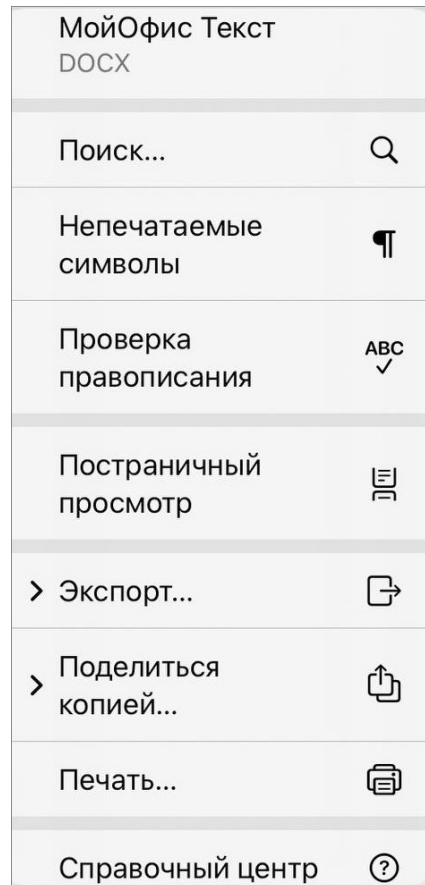 МойОфис Текст
DOCX
Поиск...
Непечатаемые
символы
¶
Проверка
правописания
ABC
Постраничный
просмотр
Экспорт...
Поделиться
копией...
Печать...
Справочный центр
?